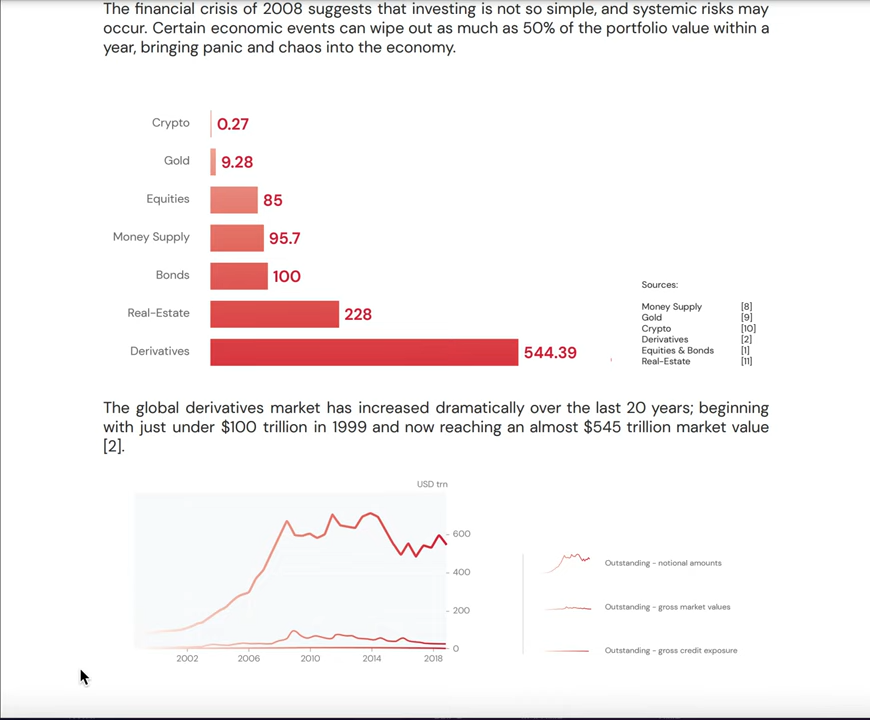 The financial crisis of 2008 suggests that investing is not so simple, and systemic risks may
occur. Certain economic events can wipe out as much as 50% of the portfolio value within a
year, bringing panic and chaos into the economy.
Crypto 0.27
Gold 9.28
Equities 85
Money Supply 95.7
Bonds 100
Real-Estate 228
Derivatives 544.39
Sources:
Money Supply [8]
Gold [9]
Crypto [10]
Derivatives [2]
Equities & Bonds [1]
Real-Estate [11]
The global derivatives market has increased dramatically over the last 20 years; beginning
with just under $100 trillion in 1999 and now reaching an almost $545 trillion market value
[2].
USD trn
600
400
200
0
2002 2006 2010 2014 2018
Outstanding - notional amounts
Outstanding - gross market values
Outstanding - gross credit exposure